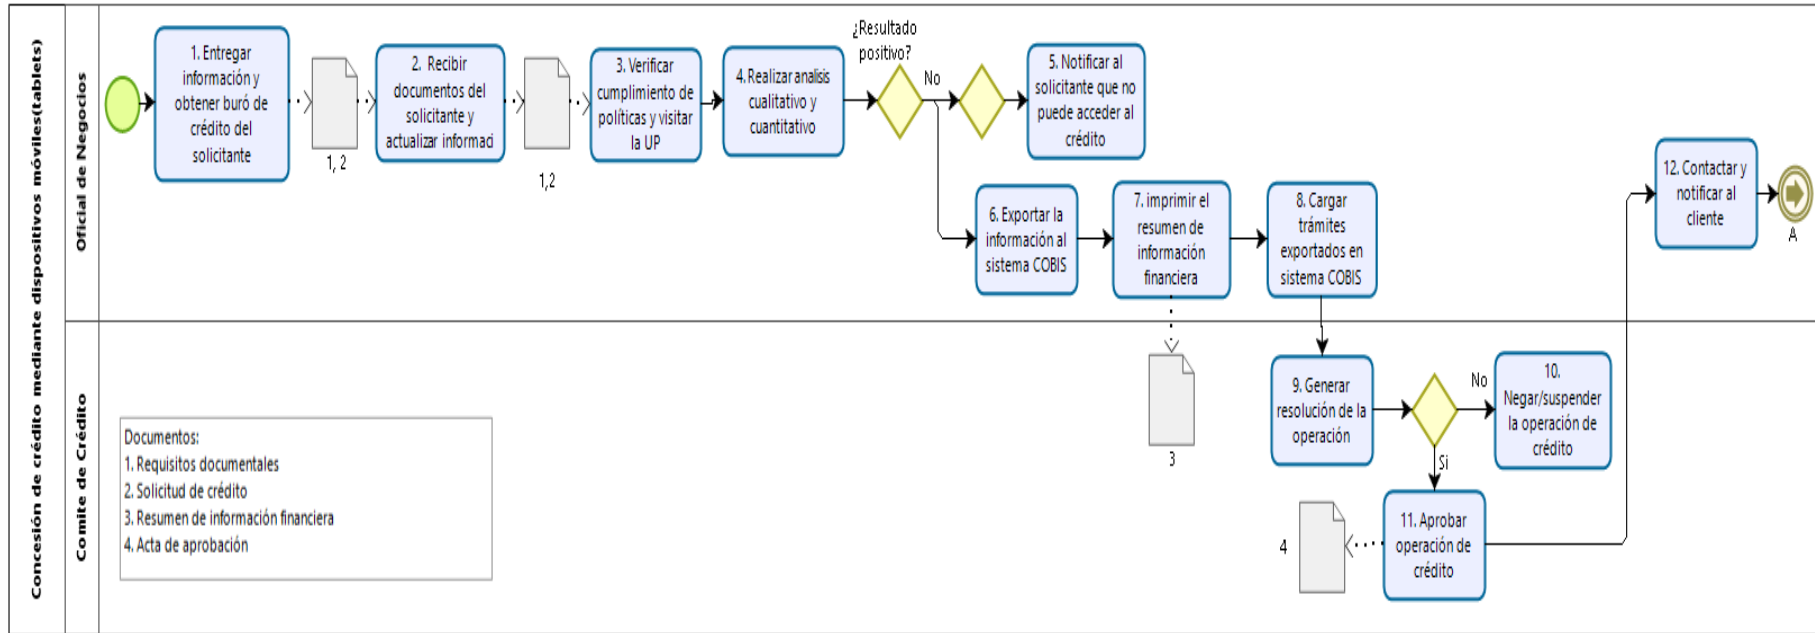 Concesión de crédito mediante dispositivos móviles(tablets)
Oficial de Negocios
1. Entregar
información y
obtener buró de
crédito del
solicitante
1, 2
2. Recibir
documentos del
solicitante y
actualizar informaci
1,2
3. Verificar
cumplimiento de
políticas y visitar
la UP
4. Realizar analisis
cualitativo y
cuantitativo
¿Resultado
positivo?
No
5. Notificar al
solicitante que no
puede acceder al
crédito
6. Exportar la
información al
sistema COBIS
7. imprimir el
resumen de
información
financiera
8. Cargar
trámites
exportados en
sistema COBIS
12. Contactar y
notificar al
cliente
A
Comite de Crédito
3
9. Generar
resolución de la
operación
No
10.
Negar/suspender
la operación de
crédito
Si
11. Aprobar
operación de
crédito
4
Documentos:
1. Requisitos documentales
2. Solicitud de crédito
3. Resumen de información financiera
4. Acta de aprobación